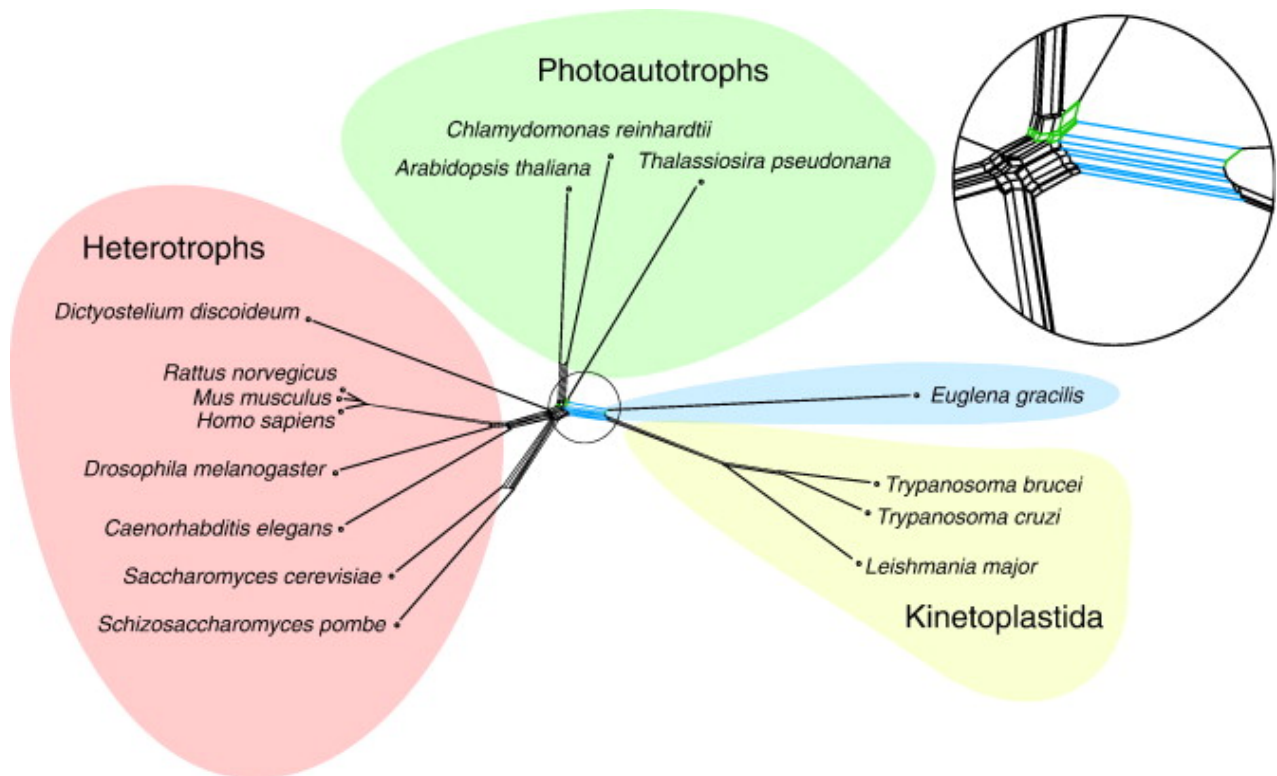 Photoautotrophs
Chlamydomonas reinhardtii
Arabidopsis thaliana
Thalassiosira pseudonana
Heterotrophs
Dictyostelium discoideum
Rattus norvegicus
Mus musculus
Homo sapiens
Drosophila melanogaster
Caenorhabditis elegans
Saccharomyces cerevisiae
Schizosaccharomyces pombe
Euglena gracilis
Trypanosoma brucei
Trypanosoma cruzi
Leishmania major
Kinetoplastida